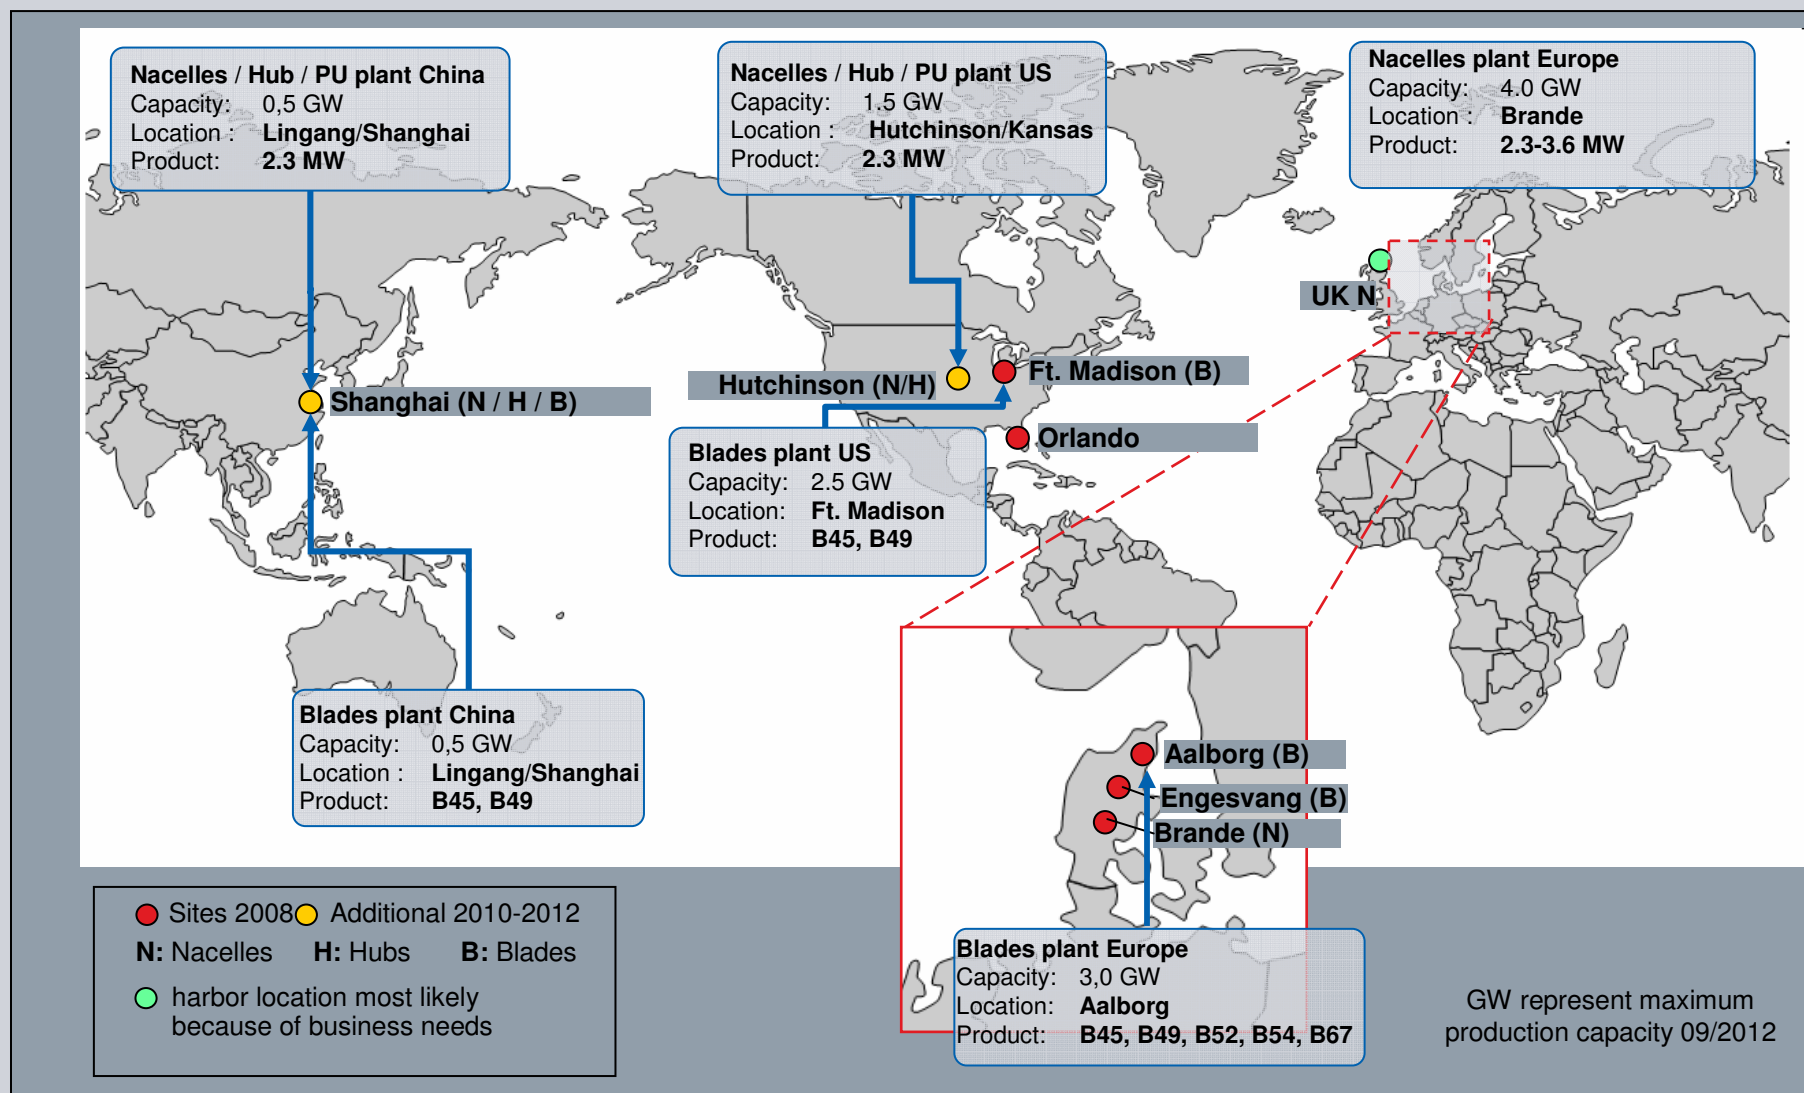 Nacelles / Hub / PU plant China
Capacity: 0,5 GW
Location : Lingang/Shanghai
Product: 2.3 MW
Nacelles / Hub / PU plant US
Capacity: 1.5 GW
Location : Hutchinson/Kansas
Product: 2.3 MW
Nacelles plant Europe
Capacity: 4.0 GW
Location : Brande
Product: 2.3-3.6 MW
UK N
Shanghai (N / H / B)
Hutchinson (N/H)
Ft. Madison (B)
Orlando
Blades plant US
Capacity: 2.5 GW
Location: Ft. Madison
Product: B45, B49
Blades plant China
Capacity: 0,5 GW
Location : Lingang/Shanghai
Product: B45, B49
Aalborg (B)
Engesvang (B)
Brande (N)
Blades plant Europe
Capacity: 3,0 GW
Location: Aalborg
Product: B45, B49, B52, B54, B67
Sites 2008 Additional 2010-2012
N: Nacelles H: Hubs B: Blades
harbor location most likely
because of business needs
GW represent maximum
production capacity 09/2012